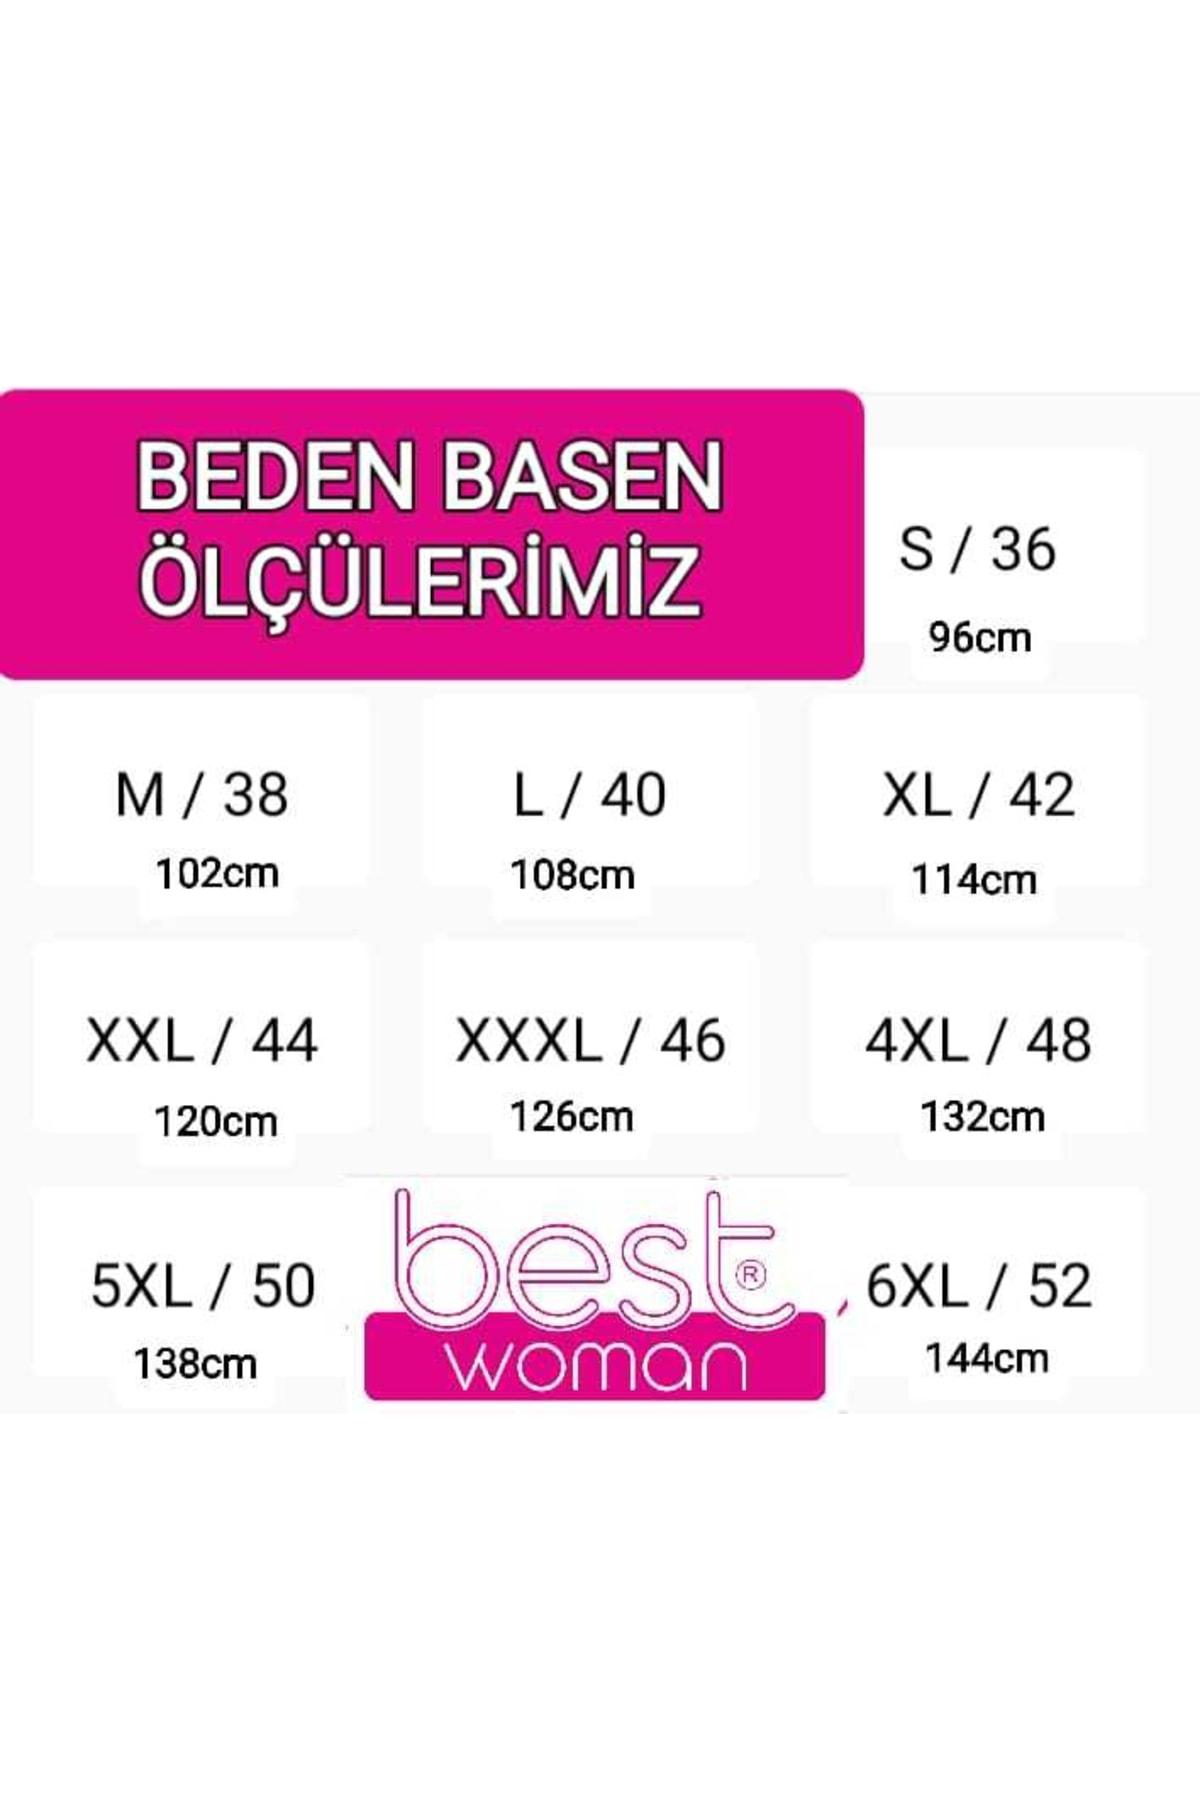 BEDEN BASEN
ÖLÇÜLERİMİZ
S / 36
96cm
M / 38
102cm
L / 40
108cm
XL / 42
114cm
XXL / 44
120cm
XXXL / 46
126cm
4XL / 48
132cm
5XL / 50
138cm
best ®
woman
6XL / 52
144cm